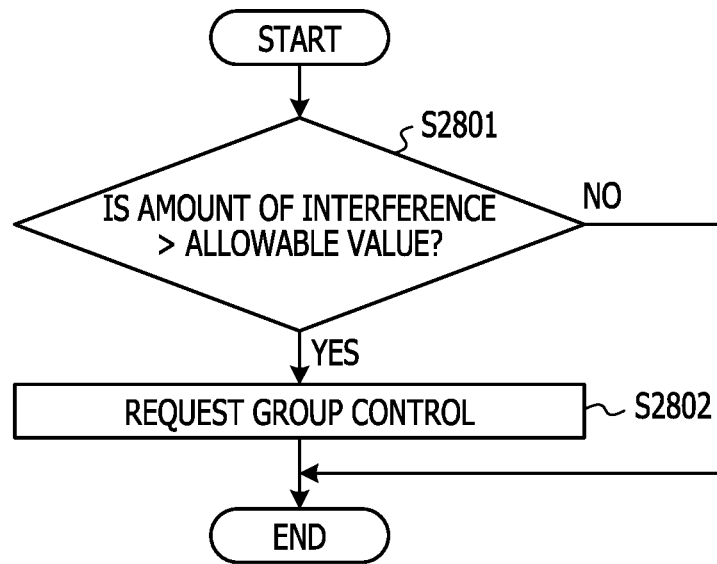 START
S2801
IS AMOUNT OF INTERFERENCE
> ALLOWABLE VALUE?
NO
YES
REQUEST GROUP CONTROL
S2802
END